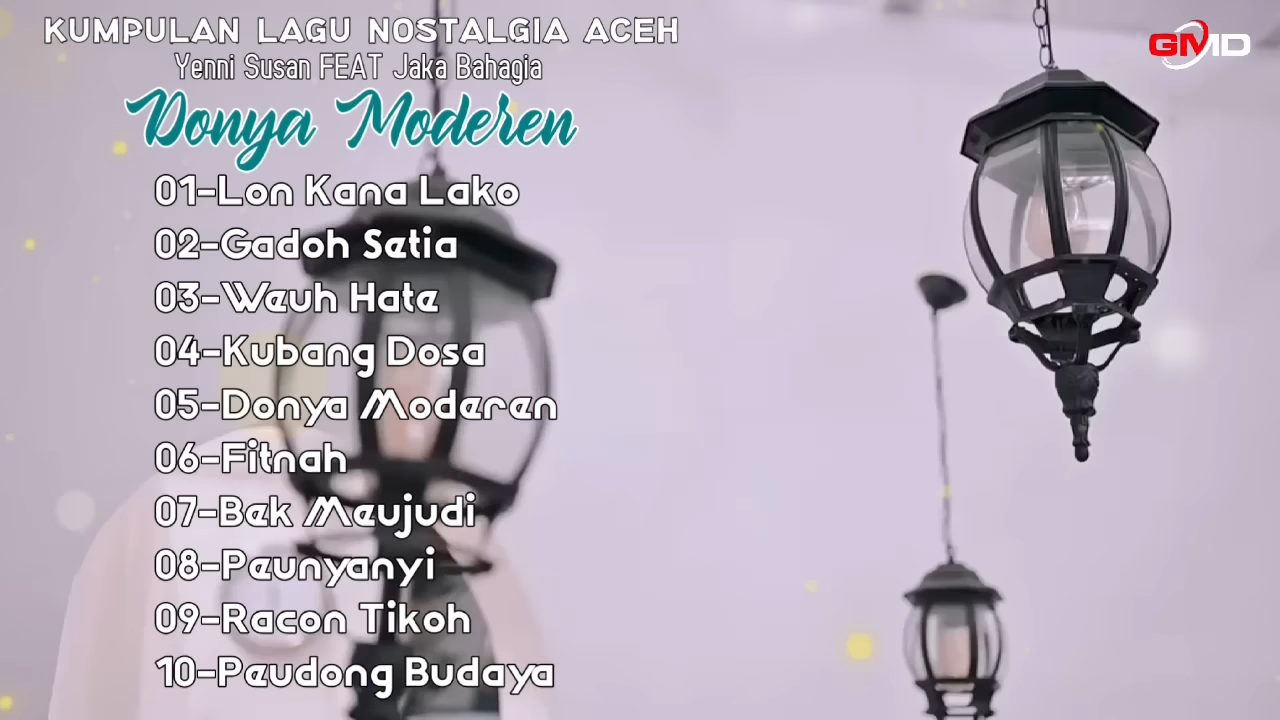 KUMPULAN LAGU NOSTALGIA ACEH
GMD
Yenni Susan FEAT Jaka Bahagia
Donya Moderen
01-Lon Kana Lako
02-Gadoh Setia
03-Weuh Hate
04-Kubang Dosa
05-Donya Moderen
06-Fitnah
07-Bek Meujudi
08-Peunyanyi
09-Racon Tikoh
10-Peudong Budaya